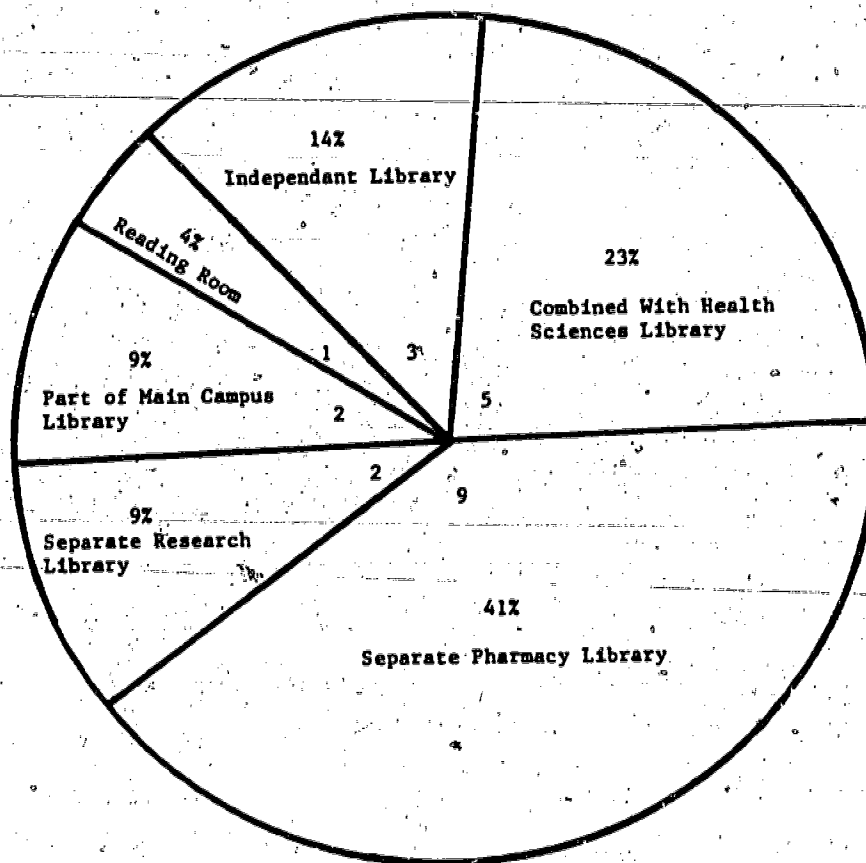 14%
Independant Library
4%
Reading Room
23%
Combined With Health
Sciences Library
1
3
9%
Part of Main Campus
Library
2
5
2
9
9%
Separate Research
Library
41%
Separate Pharmacy Library